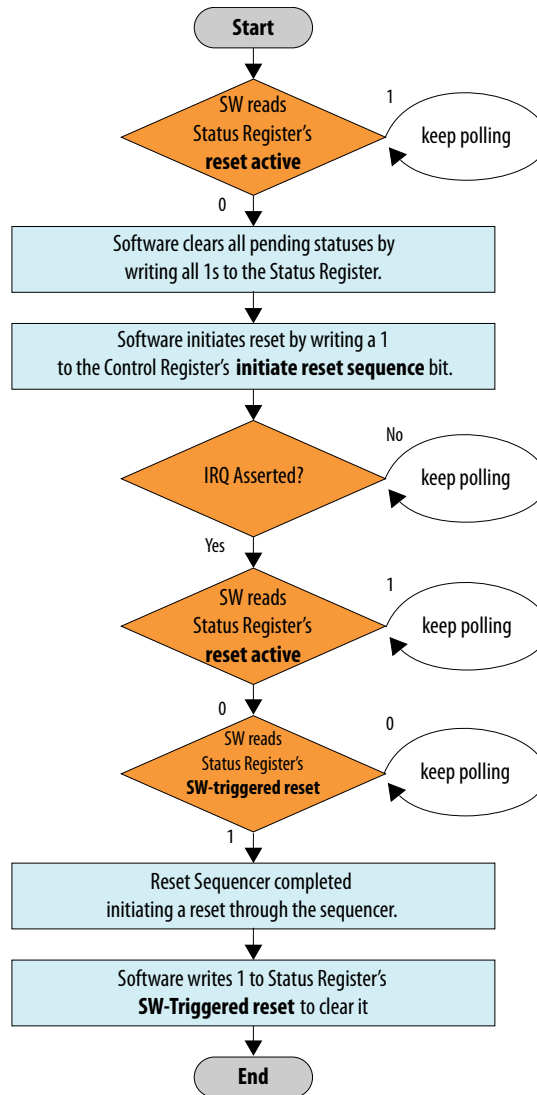 Start
SW reads
Status Register's
reset active
1
keep polling
0
Software clears all pending statuses by
writing all 1s to the Status Register.
Software initiates reset by writing a 1
to the Control Register's initiate reset sequence bit.
IRQ Asserted?
No
keep polling
Yes
SW reads
Status Register's
reset active
1
keep polling
0
SW reads
Status Register's
SW-triggered reset
0
keep polling
1
Reset Sequencer completed
initiating a reset through the sequencer.
Software writes 1 to Status Register's
SW-Triggered reset to clear it
End